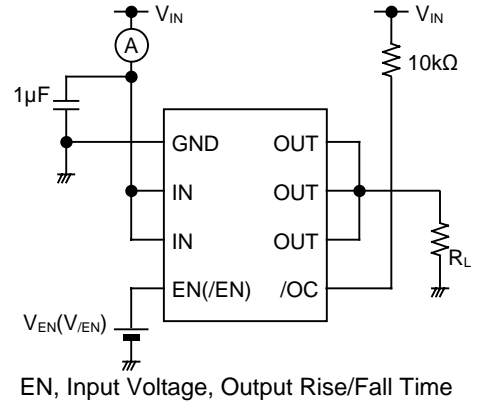 VIN
VIN
A
10kΩ
1µF
GND
OUT
IN
OUT
IN
OUT
EN(/EN)
/OC
RL
VEN(V/EN)
EN, Input Voltage, Output Rise/Fall Time